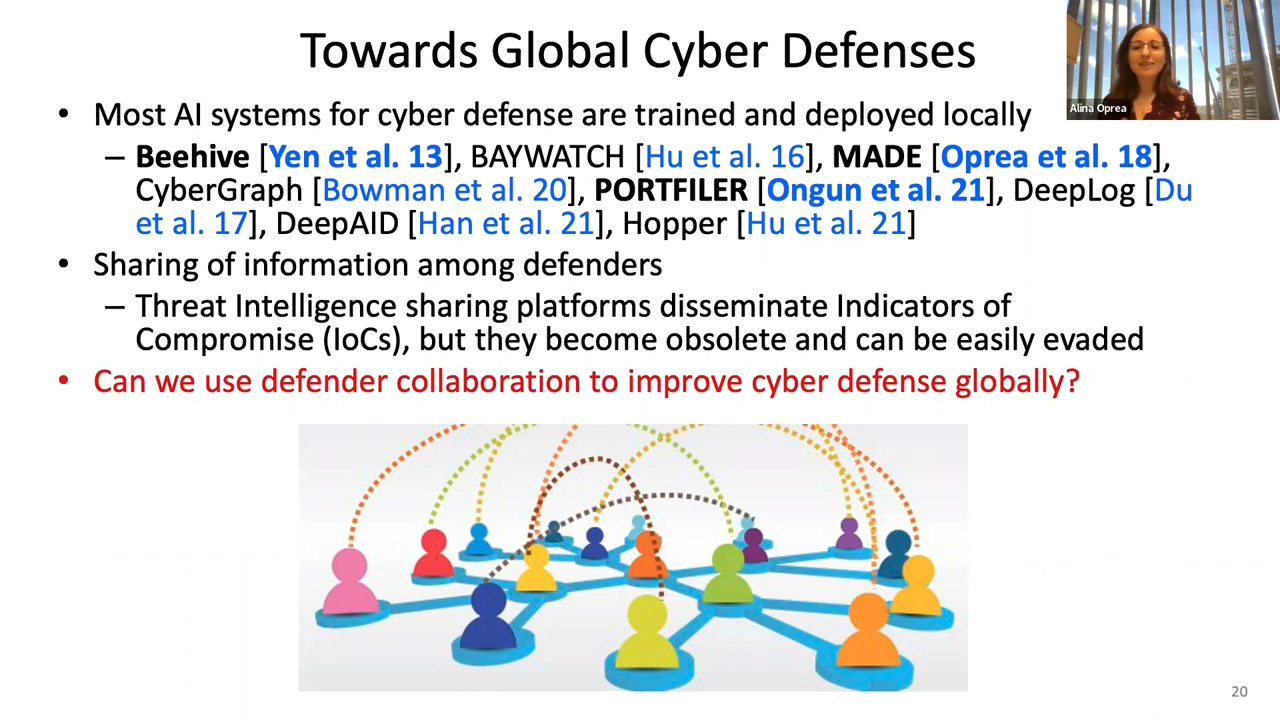 Towards Global Cyber Defenses
Alina Oprea
• Most AI systems for cyber defense are trained and deployed locally
– Beehive [Yen et al. 13], BAYWATCH [Hu et al. 16], MADE [Oprea et al. 18],
CyberGraph [Bowman et al. 20], PORTFILER [Ongun et al. 21], DeepLog [Du
et al. 17], DeepAID [Han et al. 21], Hopper [Hu et al. 21]
• Sharing of information among defenders
– Threat Intelligence sharing platforms disseminate Indicators of
Compromise (IoCs), but they become obsolete and can be easily evaded
• Can we use defender collaboration to improve cyber defense globally?
20